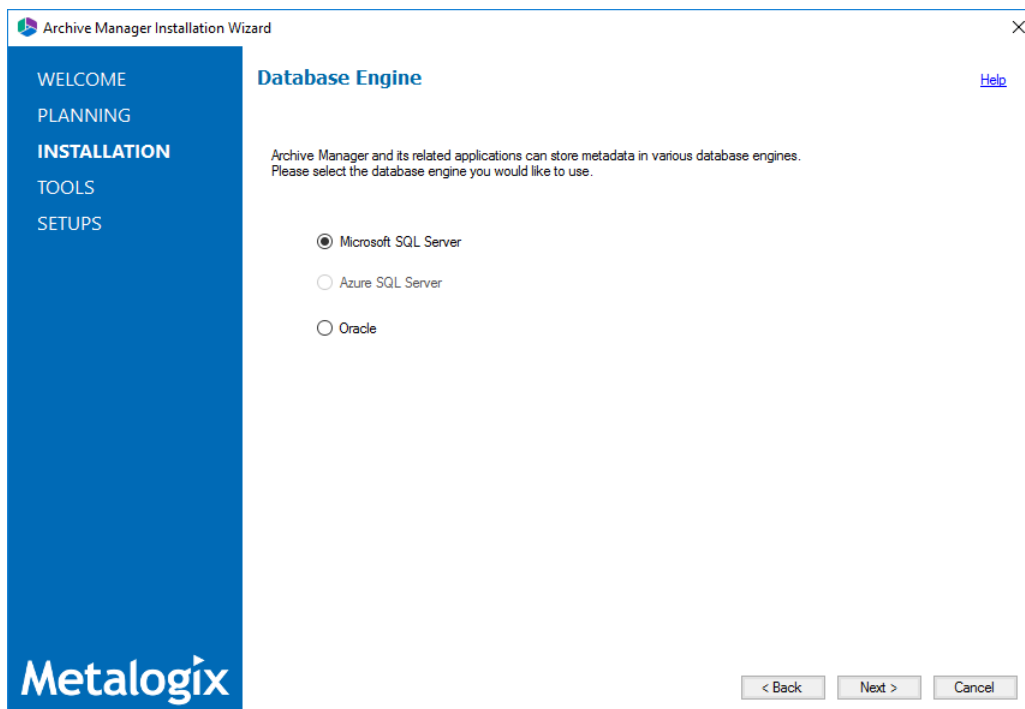 Archive Manager Installation Wizard
WELCOME
PLANNING
INSTALLATION
TOOLS
SETUPS
Metalogix
Database Engine
Help
Archive Manager and its related applications can store metadata in various database engines.
Please select the database engine you would like to use.
Microsoft SQL Server
Azure SQL Server
Oracle
< Back
Next >
Cancel